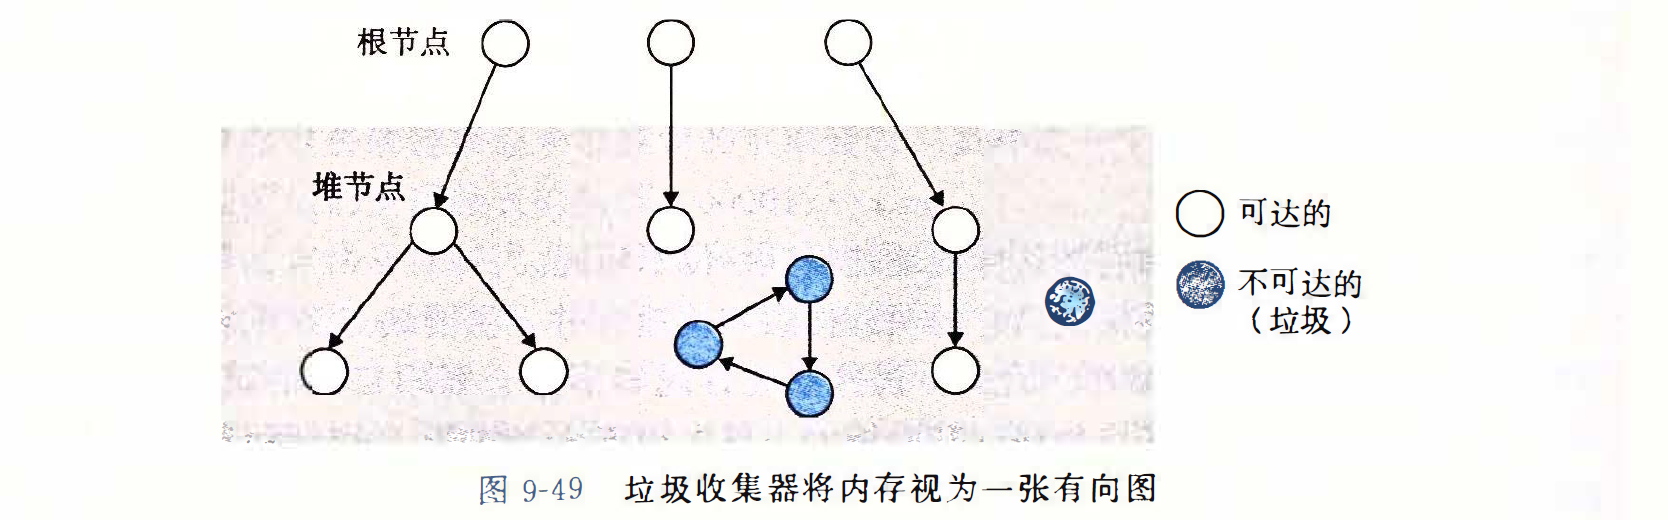 根节点
堆节点
可达的
不可达的
（垃圾）
图 9-49 垃圾收集器将内存视为一张有向图